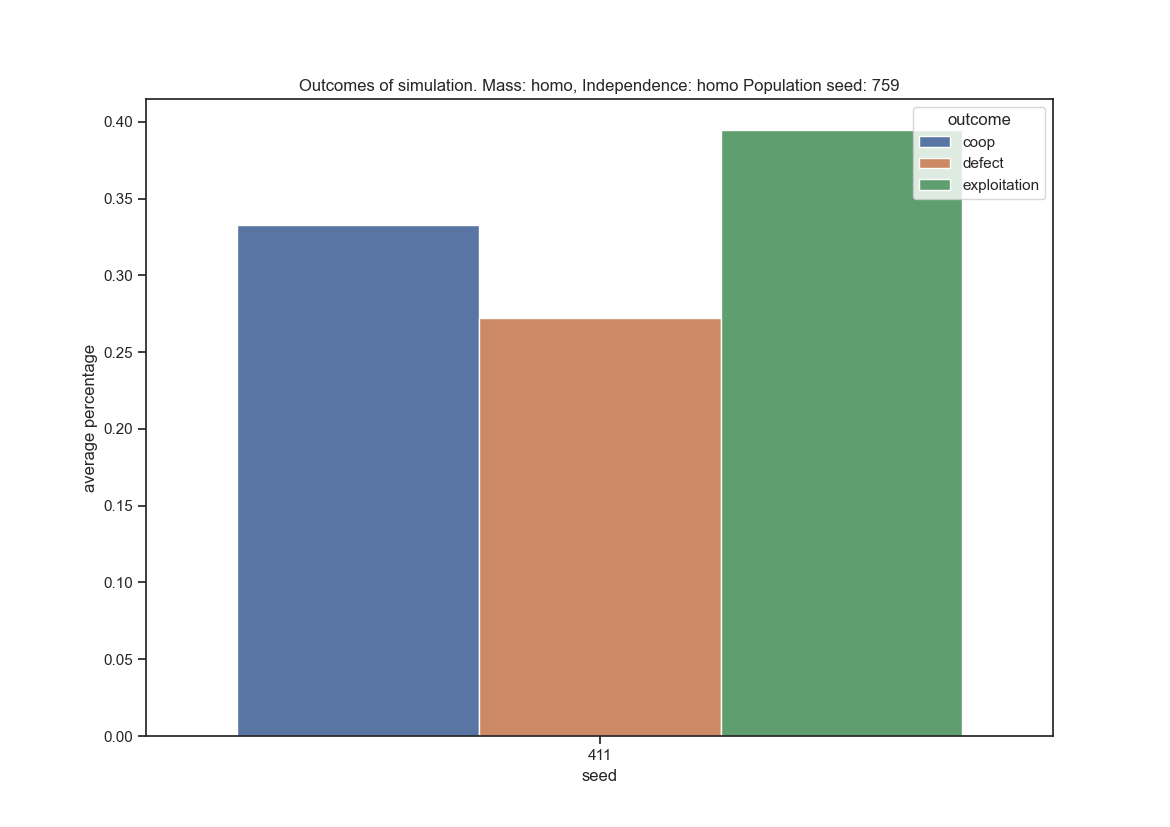 Outcomes of simulation. Mass: homo, Independence: homo Population seed: 759
outcome
coop
defect
exploitation
average percentage
0.40
0.35
0.30
0.25
0.20
0.15
0.10
0.05
0.00
411
seed